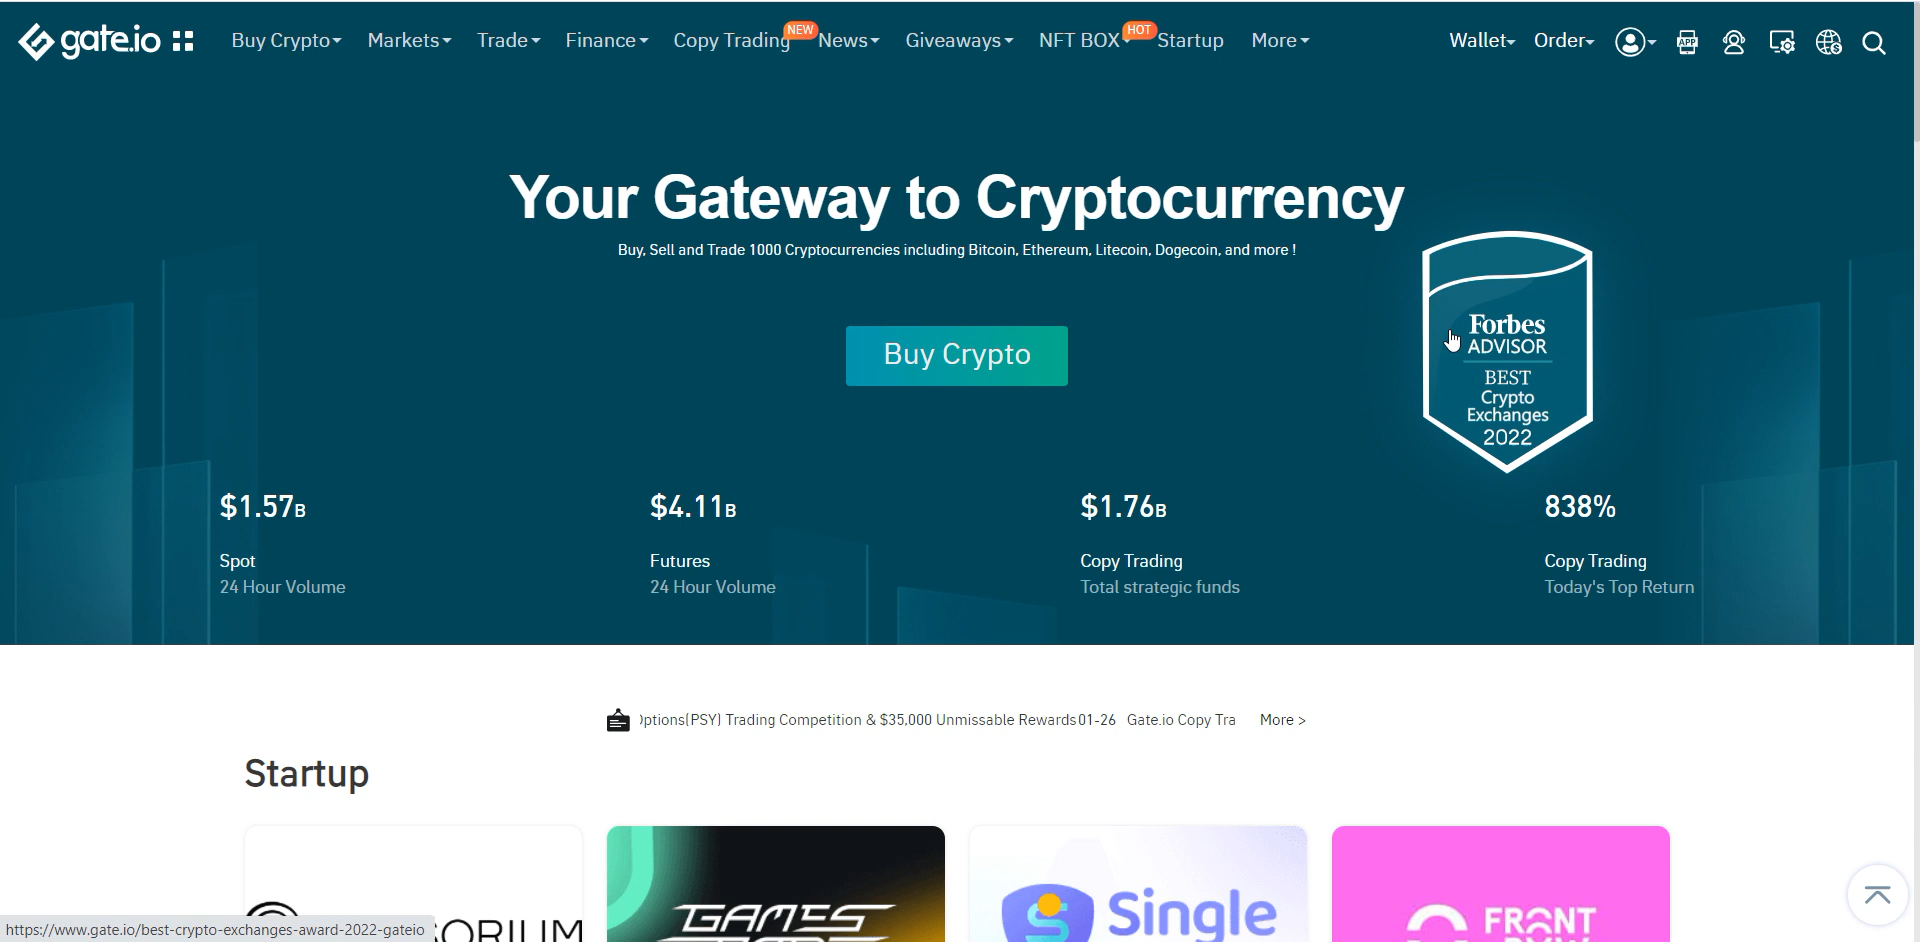 gate.io
Buy Crypto Markets Trade Finance Copy Trading NEW News Giveaways NFT BOX HOT Startup More Wallet Order APP
Your Gateway to Cryptocurrency
Buy, Sell and Trade 1000 Cryptocurrencies including Bitcoin, Ethereum, Litecoin, Dogecoin, and more !
Buy Crypto
Forbes
ADVISOR
BEST
Crypto
Exchanges
2022
$1.57B $4.11B $1.76B 838%
Spot Futures Copy Trading Copy Trading
24 Hour Volume 24 Hour Volume Total strategic funds Today's Top Return
Options(PSY) Trading Competition & $35,000 Unmissable Rewards 01-26 Gate.io Copy Tra More >
Startup
ORIUM GAMES Single FRONT
https://www.gate.io/best-crypto-exchanges-award-2022-gateio